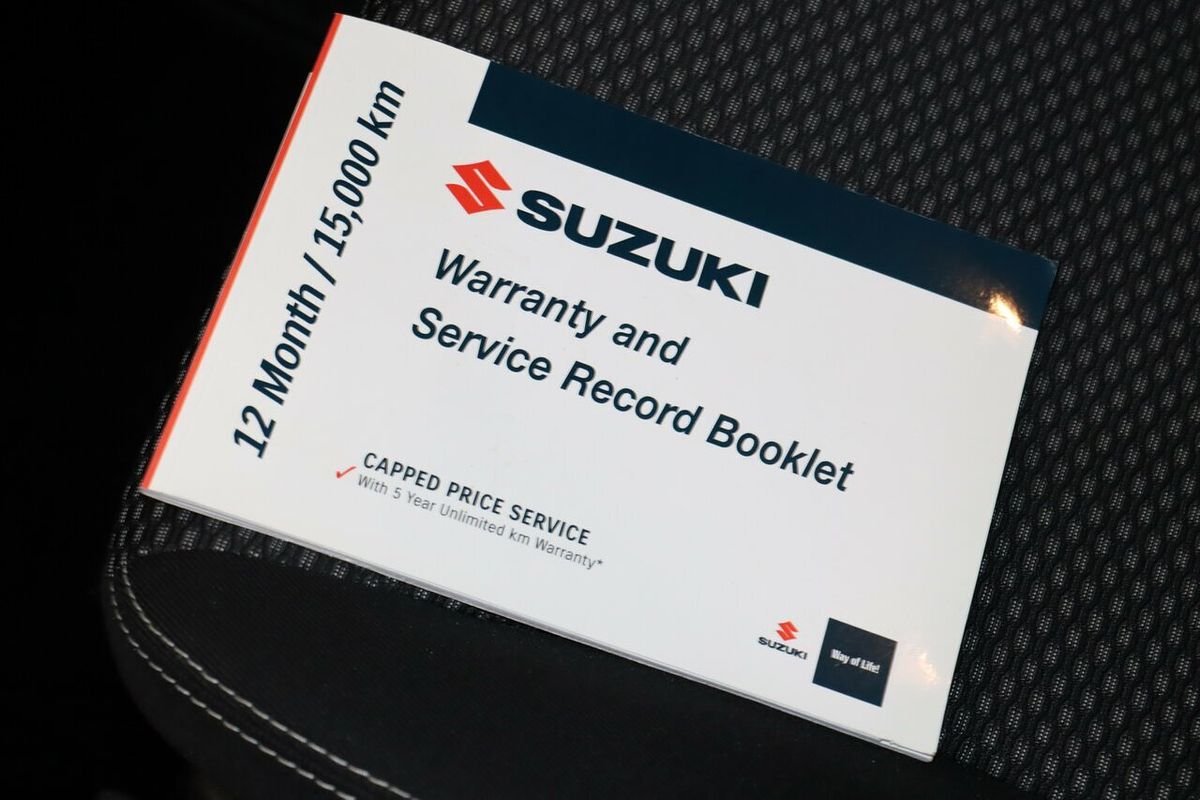 12 Month / 15,000 km
SUZUKI
Warranty and
Service Record Booklet
✓ CAPPED PRICE SERVICE
With 5 Year Unlimited km Warranty*
SUZUKI
Way of Life!